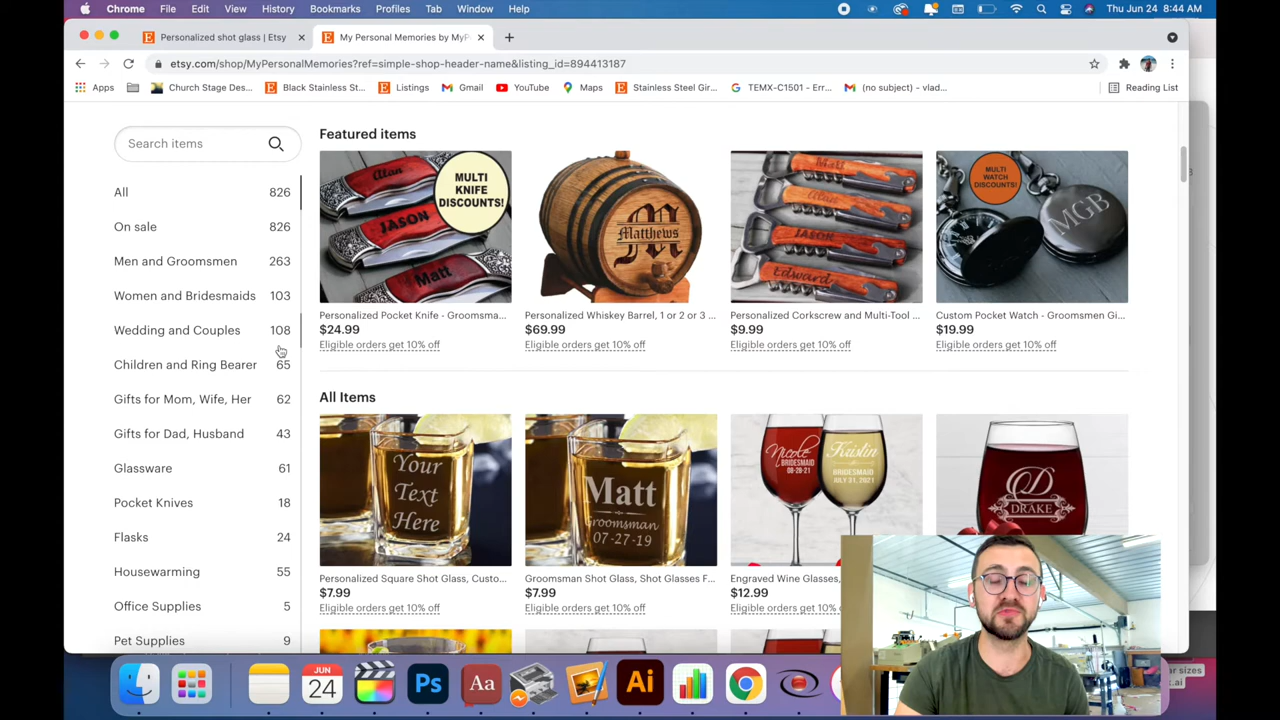 Chrome File Edit View History Bookmarks Profiles Tab Window Help Thu Jun 24 8:44 AM
Personalized shot glass | Etsy
My Personal Memories by MyP
etsy.com/shop/MyPersonalMemories?ref=simple-shop-header-name&listing_id=894413187
Apps Church Stage Des... Black Stainless St... Listings Gmail YouTube Maps Stainless Steel Gir... TEMX-C1501 - Err... (no subject) - vlad... Reading List
Search items
All 826
On sale 826
Men and Groomsmen 263
Women and Bridesmaids 103
Wedding and Couples 108
Children and Ring Bearer 65
Gifts for Mom, Wife, Her 62
Gifts for Dad, Husband 43
Glassware 61
Pocket Knives 18
Flasks 24
Housewarming 55
Office Supplies 5
Pet Supplies 9
Featured items
Alan
JASON
Matt
MULTI
KNIFE
DISCOUNTS!
M
Matthews
Matt
Alan
JASON
Edward
MULTI
WATCH
DISCOUNTS!
MGB
Personalized Pocket Knife - Groomsma...
$24.99
Eligible orders get 10% off
Personalized Whiskey Barrel, 1 or 2 or 3 ...
$69.99
Eligible orders get 10% off
Personalized Corkscrew and Multi-Tool ...
$9.99
Eligible orders get 10% off
Custom Pocket Watch - Groomsmen Gi...
$19.99
Eligible orders get 10% off
All Items
Your
Text
Here
Matt
Groomsman
07-27-19
Nicole
BRIDESMAID
08-28-21
Kristin
BRIDESMAID
JULY 31, 2021
D
DRAKE
Personalized Square Shot Glass, Custo...
$7.99
Eligible orders get 10% off
Groomsman Shot Glass, Shot Glasses F...
$7.99
Eligible orders get 10% off
Engraved Wine Glasses,
$12.99
Eligible orders get 10%
JUN
24
Ps
Aa
Ai
ar sizes